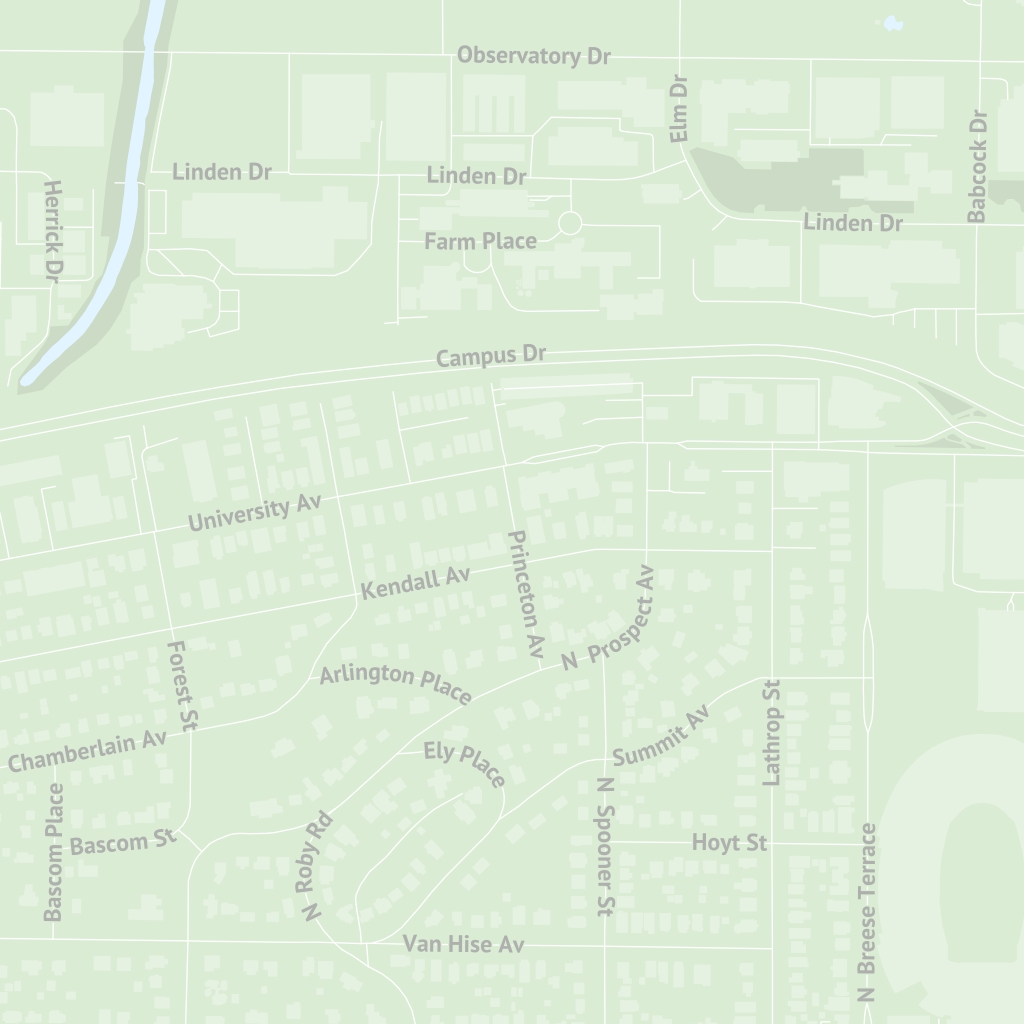 Observatory Dr
Elm Dr
Babcock Dr
Linden Dr
Linden Dr
Herrick Dr
Linden Dr
Farm Place
Campus Dr
University Av
Princeton Av
Kendall Av
N Prospect Av
Forest St
Arlington Place
Chamberlain Av
Ely Place
Summit Av
Lathrop St
Bascom Place
Bascom St
N Roby Rd
N Spooner St
Hoyt St
N Breese Terrace
Van Hise Av